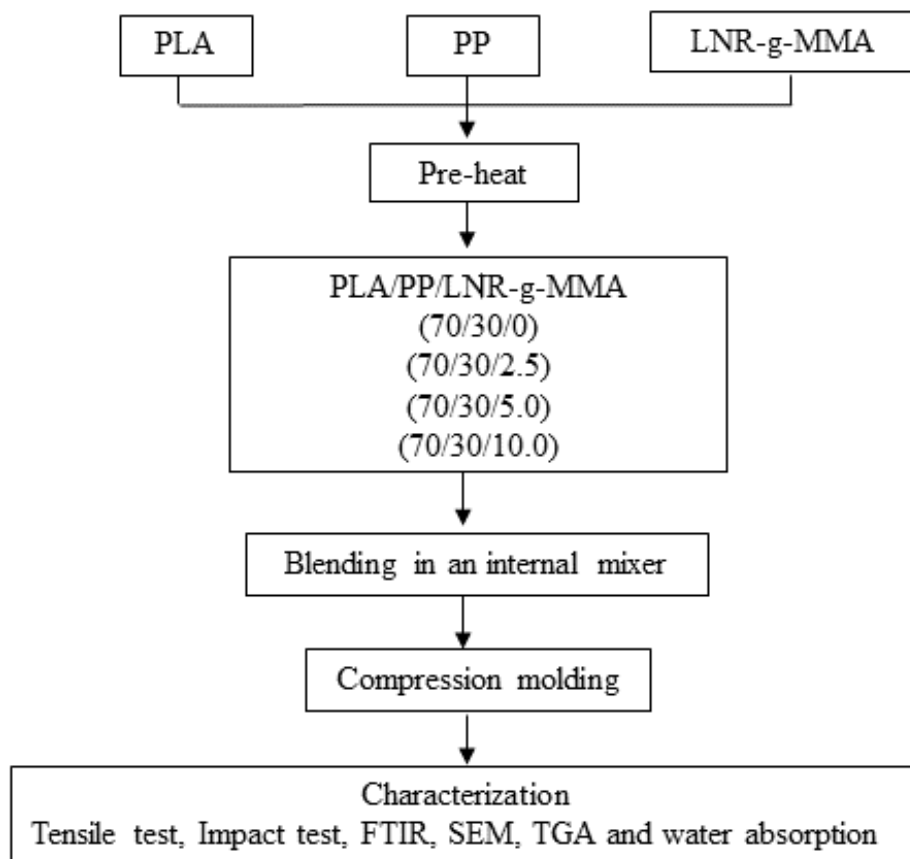 PLA
PP
LNR-g-MMA
Pre-heat
PLA/PP/LNR-g-MMA
(70/30/0)
(70/30/2.5)
(70/30/5.0)
(70/30/10.0)
Blending in an internal mixer
Compression molding
Characterization
Tensile test, Impact test, FTIR, SEM, TGA and water absorption